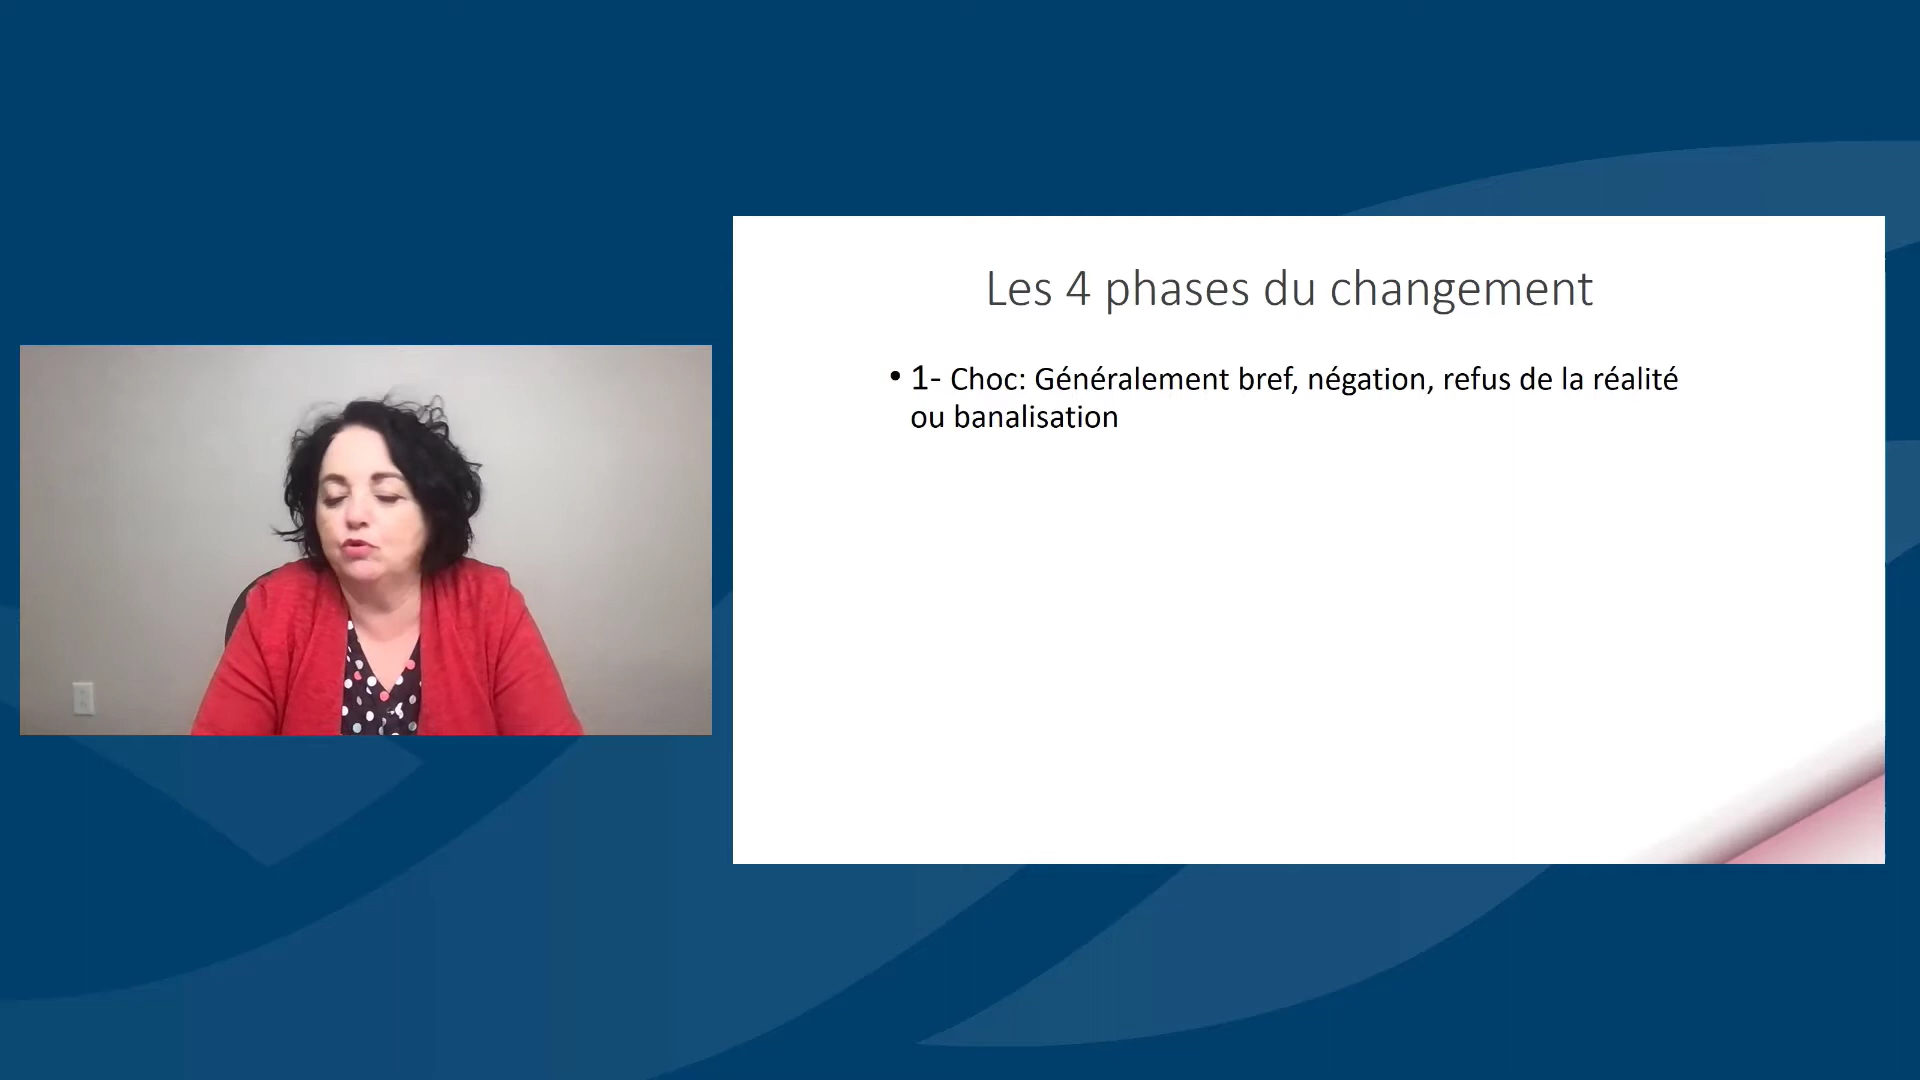 Les 4 phases du changement
• 1- Choc: Généralement bref, négation, refus de la réalité
ou banalisation